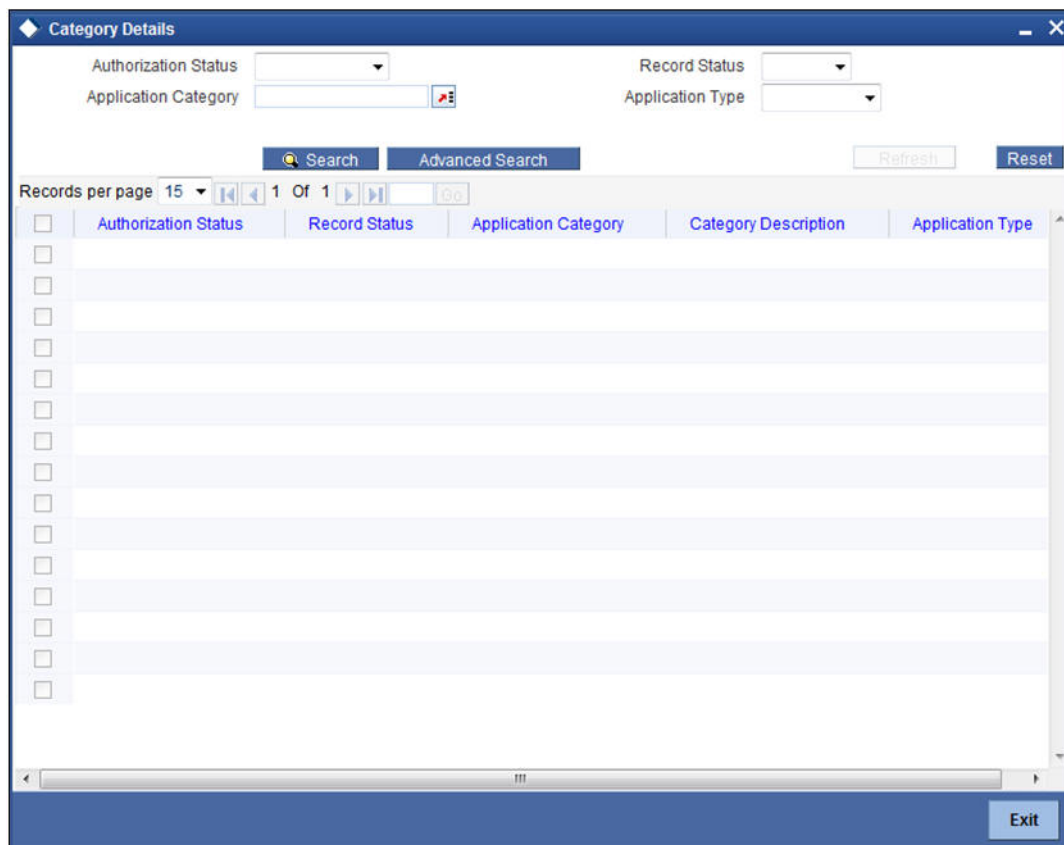 Category Details
Authorization Status Record Status
Application Category Application Type
Search Advanced Search Refresh Reset
Records per page 15 1 Of 1 Go
Authorization Status Record Status Application Category Category Description Application Type
Exit